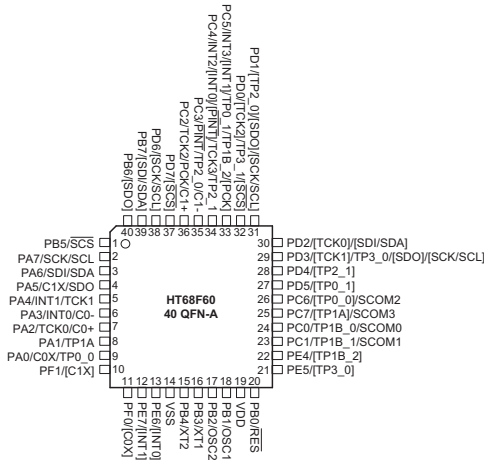 PB6/[SDO]
PB7/[SDI/SDA]
PD6/[SCK/SCL]
PD7/[SCS]
PC2/TCK2/PCK/C1+
PC3/PINT/TP2_0/C1-
PC4/INT2/[INT0]/[PINT]/TCK3/TP2_1
PC5/INT3/[INT1]/TP0_1/TP1B_2/[PCK]
PD0/[TCK2]/TP3_1/[SCS]
PD1/[TP2_0]/[SDO]/[SCK/SCL]
40 39 38 37 36 35 34 33 32 31
PB5/SCS 1
PA7/SCK/SCL 2
PA6/SDI/SDA 3
PA5/C1X/SDO 4
PA4/INT1/TCK1 5
PA3/INT0/C0- 6
PA2/TCK0/C0+ 7
PA1/TP1A 8
PA0/C0X/TP0_0 9
PF1/[C1X] 10
HT68F60
40 QFN-A
30 PD2/[TCK0]/[SDI/SDA]
29 PD3/[TCK1]/TP3_0/[SDO]/[SCK/SCL]
28 PD4/[TP2_1]
27 PD5/[TP0_1]
26 PC6/[TP0_0]/SCOM2
25 PC7/[TP1A]/SCOM3
24 PC0/TP1B_0/SCOM0
23 PC1/TP1B_1/SCOM1
22 PE4/[TP1B_2]
21 PE5/[TP3_0]
11 12 13 14 15 16 17 18 19 20
PF0/[C0X]
PE7/[INT1]
PE6/[INT0]
VSS
PB4/XT2
PB3/XT1
PB2/OSC2
PB1/OSC1
VDD
PB0/RES